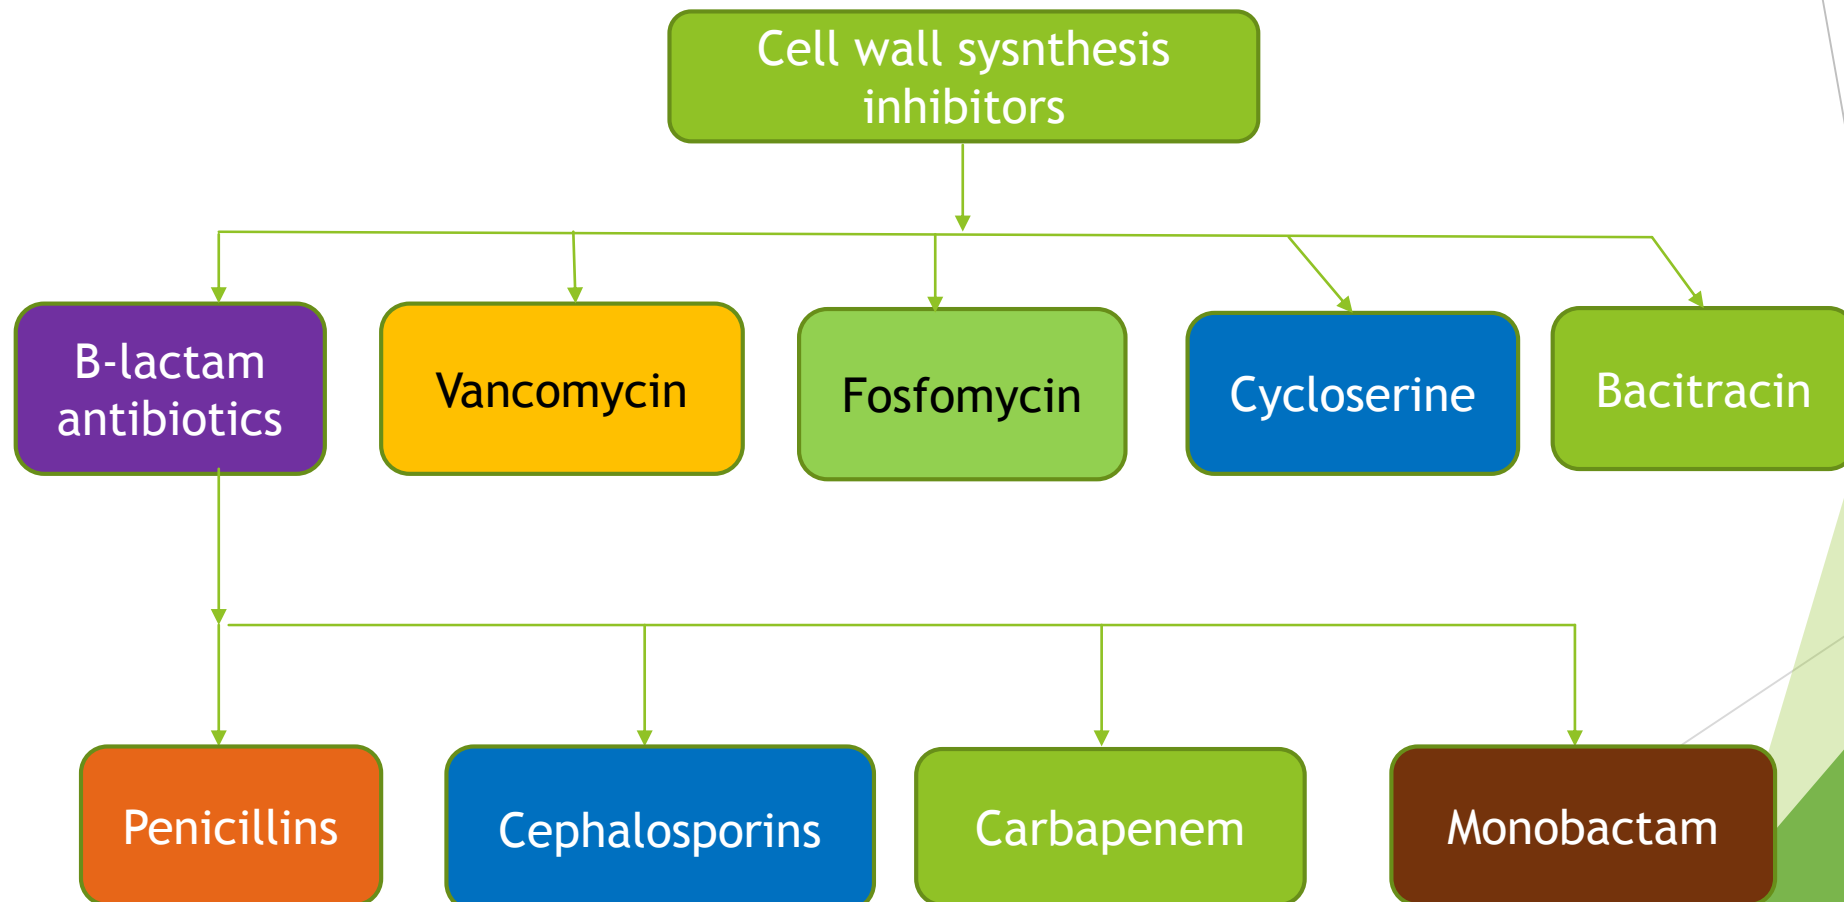 Cell wall sysnthesis
inhibitors
B-lactam
antibiotics
Vancomycin
Fosfomycin
Cycloserine
Bacitracin
Penicillins
Cephalosporins
Carbapenem
Monobactam